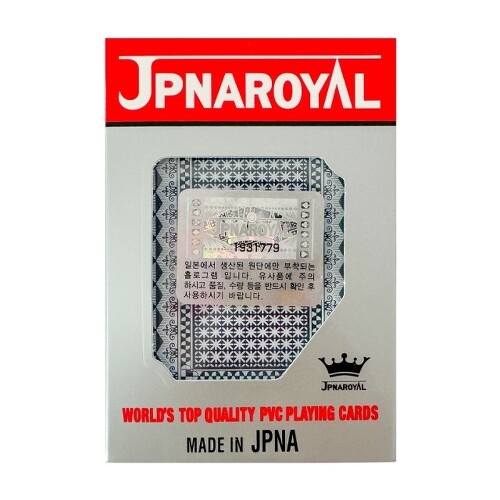 JPNAROYAL
JPNAROYAL
1931779
일본에서 생산된 원단에만 부착되는
홀로그램 입니다. 유사품에 주의
하시고 품질, 수량 등을 반드시 확인 후
사용하시기 바랍니다.
JPNAROYAL
WORLD'S TOP QUALITY PVC PLAYING CARDS
MADE IN JPNA